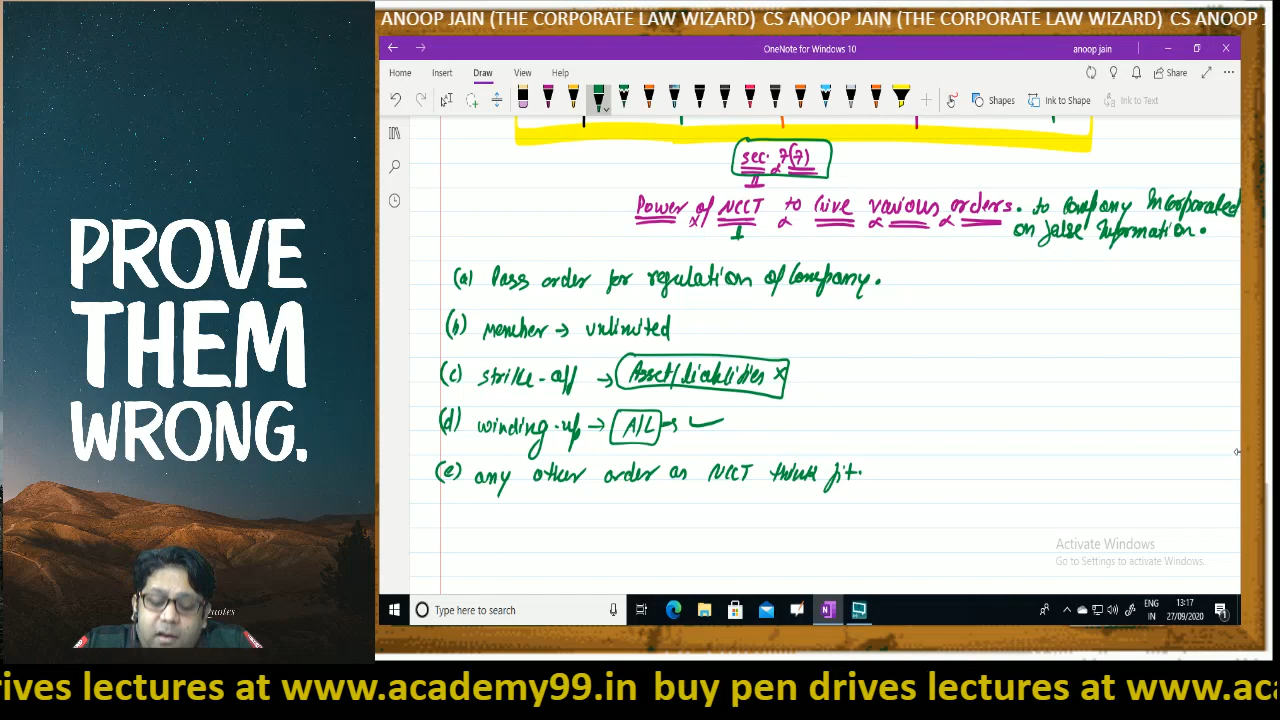 ANOOP JAIN (THE CORPORATE LAW WIZARD) CS ANOOP JAIN (THE CORPORATE LAW WIZARD) CS ANOOP J
OneNote for Windows 10
anoop jain
Home Insert Draw View Help
Share
Shapes Ink to Shape Ink to Text
sec. 7(7)
Power of NCLT to Give various orders. to Company Incorporated
on false Information.
(a) Pass order for regulation of Company.
(b) member → unlimited
(c) strike-off → Asset/liabilities x
(d) winding-up → A/L →
(e) any other order as NCLT think fit.
PROVE
THEM
WRONG.
uotes
Activate Windows
Go to Settings to activate Windows.
Type here to search
ENG
IN
13:17
27/09/2020
1
rives lectures at www.academy99.in buy pen drives lectures at www.ac